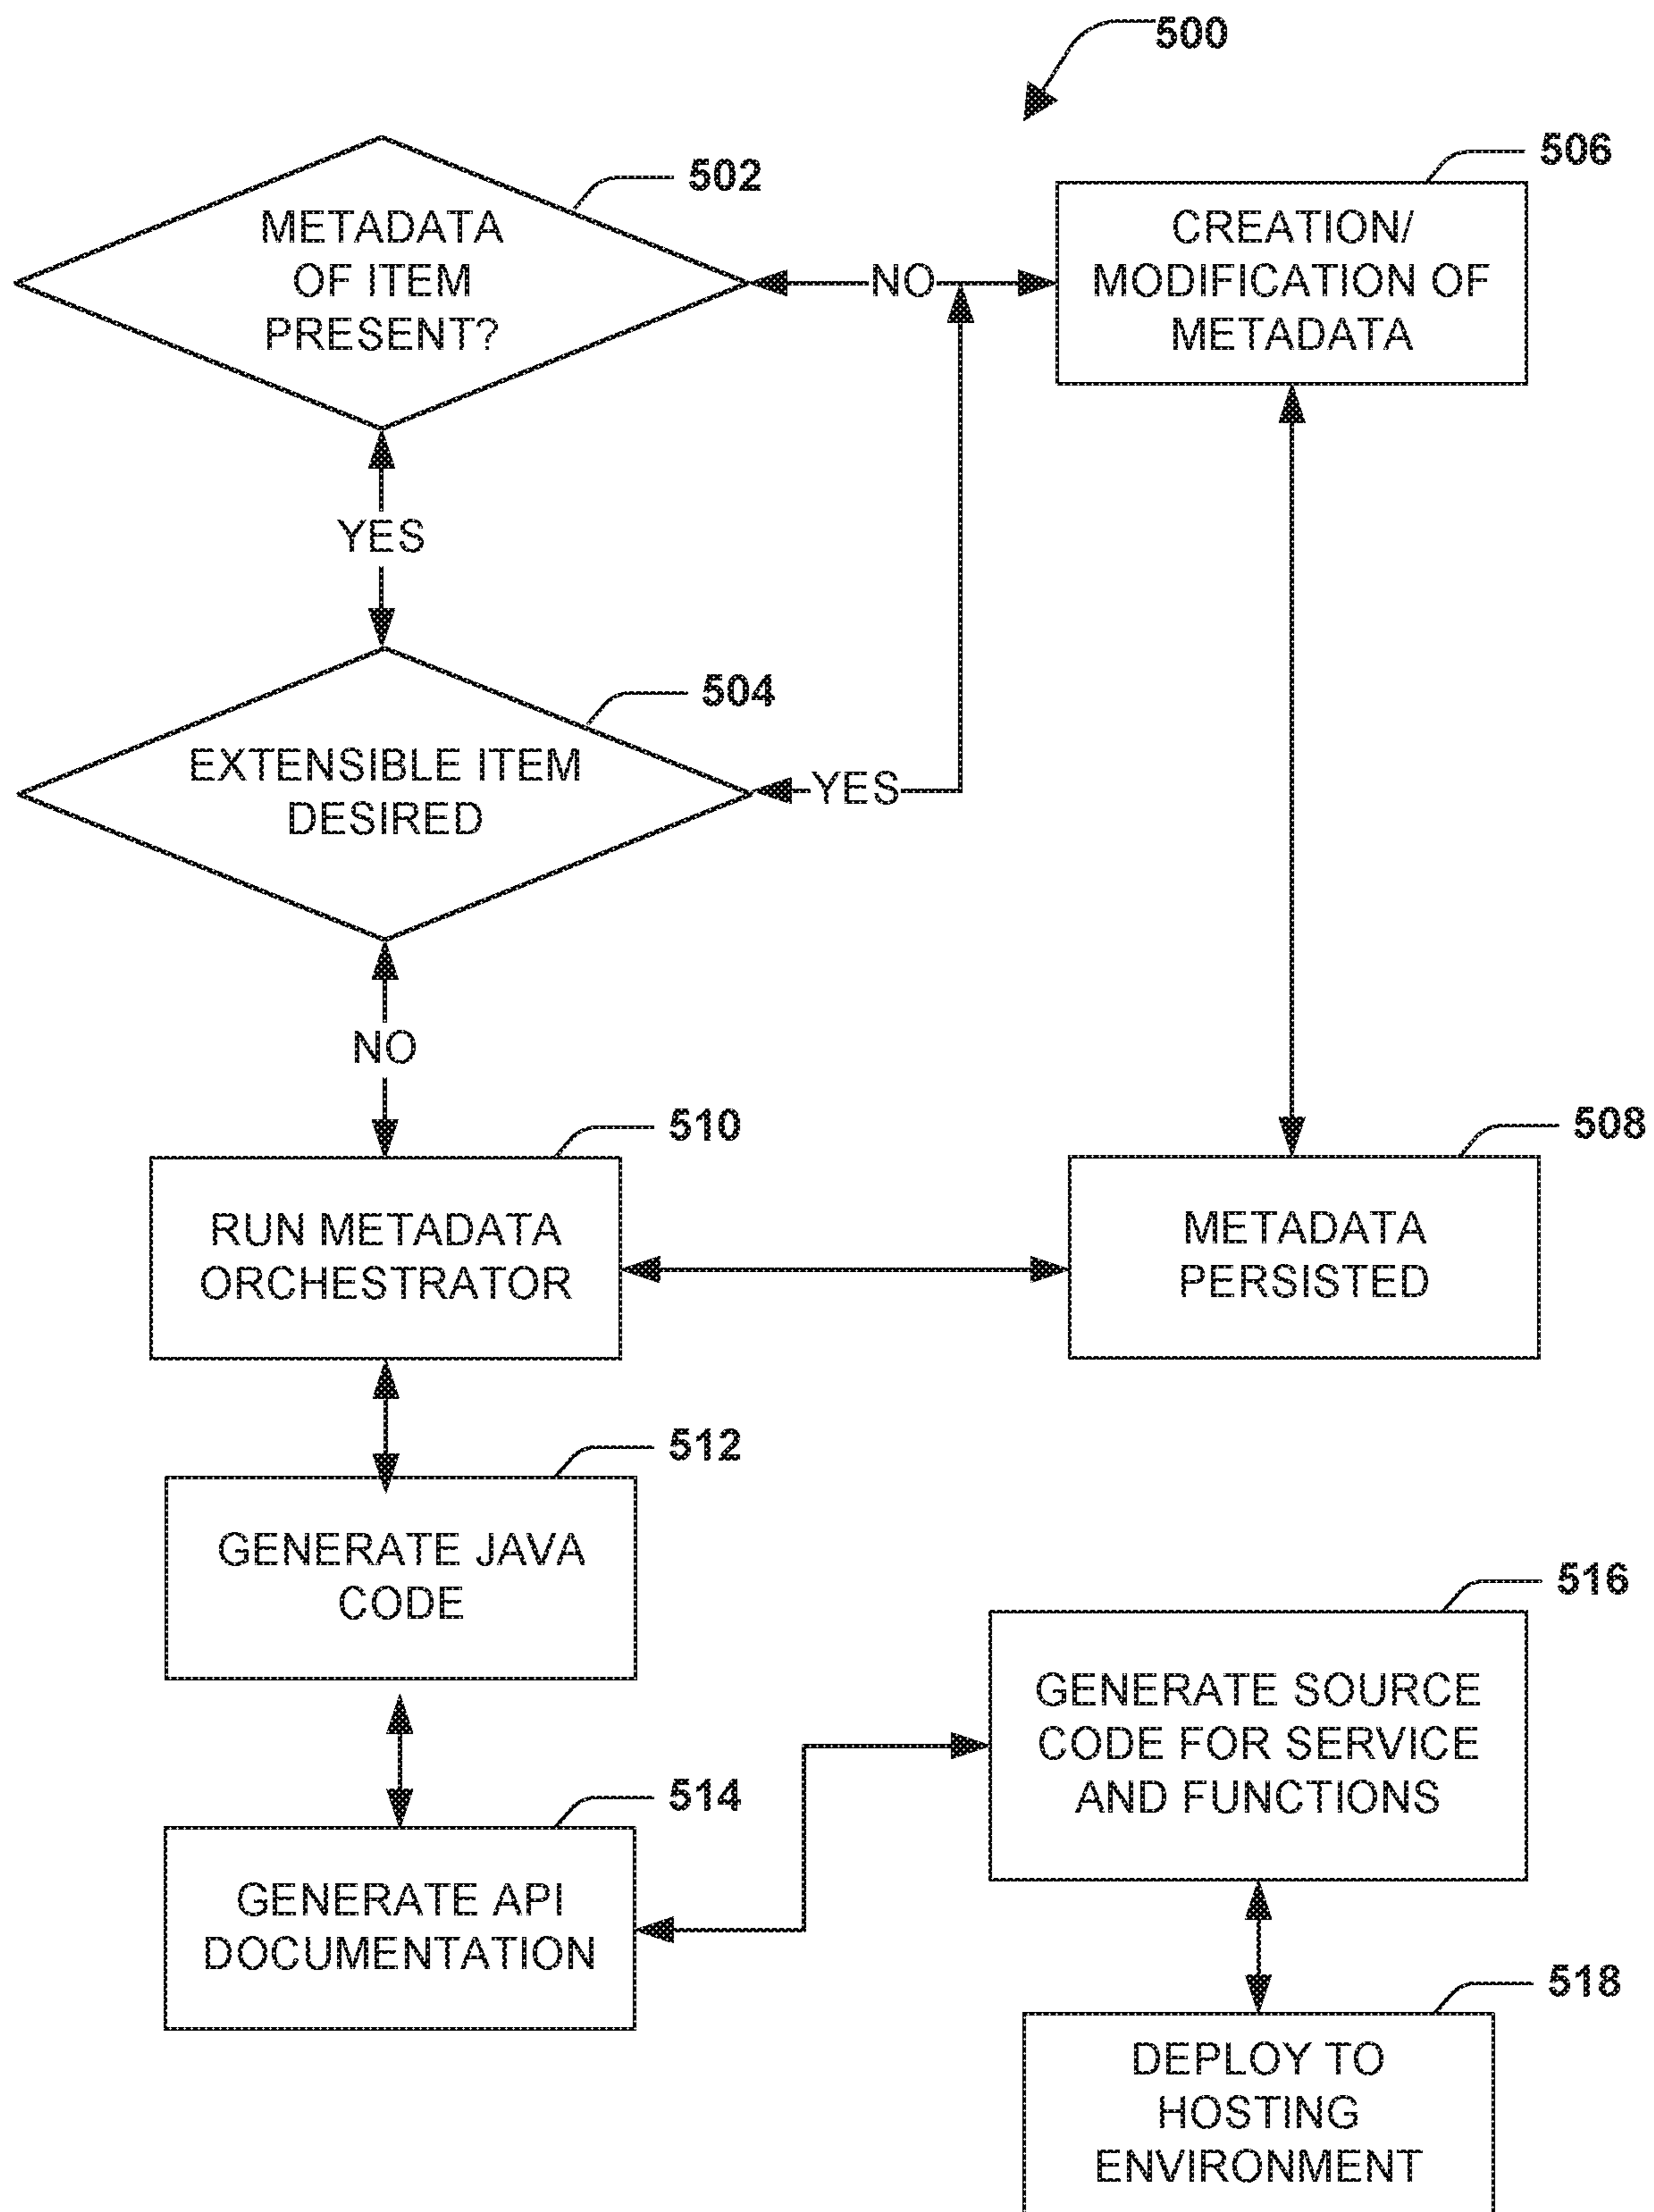 500
502
METADATA
OF ITEM
PRESENT?
NO
506
CREATION/
MODIFICATION OF
METADATA
YES
504
EXTENSIBLE ITEM
DESIRED
YES
NO
510
RUN METADATA
ORCHESTRATOR
508
METADATA
PERSISTED
512
GENERATE JAVA
CODE
514
GENERATE API
DOCUMENTATION
516
GENERATE SOURCE
CODE FOR SERVICE
AND FUNCTIONS
518
DEPLOY TO
HOSTING
ENVIRONMENT